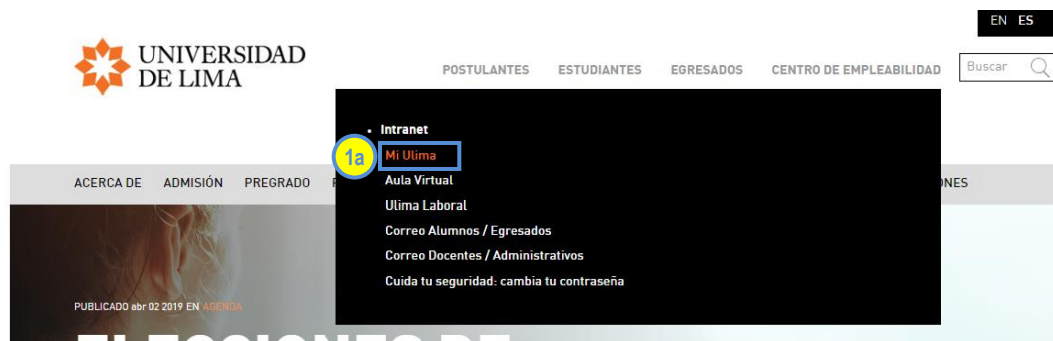 EN ES
UNIVERSIDAD
DE LIMA
POSTULANTES ESTUDIANTES EGRESADOS CENTRO DE EMPLEABILIDAD Buscar
• Intranet
1a Mi Ulima
Aula Virtual
ACERCA DE ADMISIÓN PREGRADO
Ulima Laboral
Correo Alumnos / Egresados
Correo Docentes / Administrativos
Cuida tu seguridad: cambia tu contraseña
PUBLICADO abr 02 2019 EN AGENDA
ELECCIONES DE